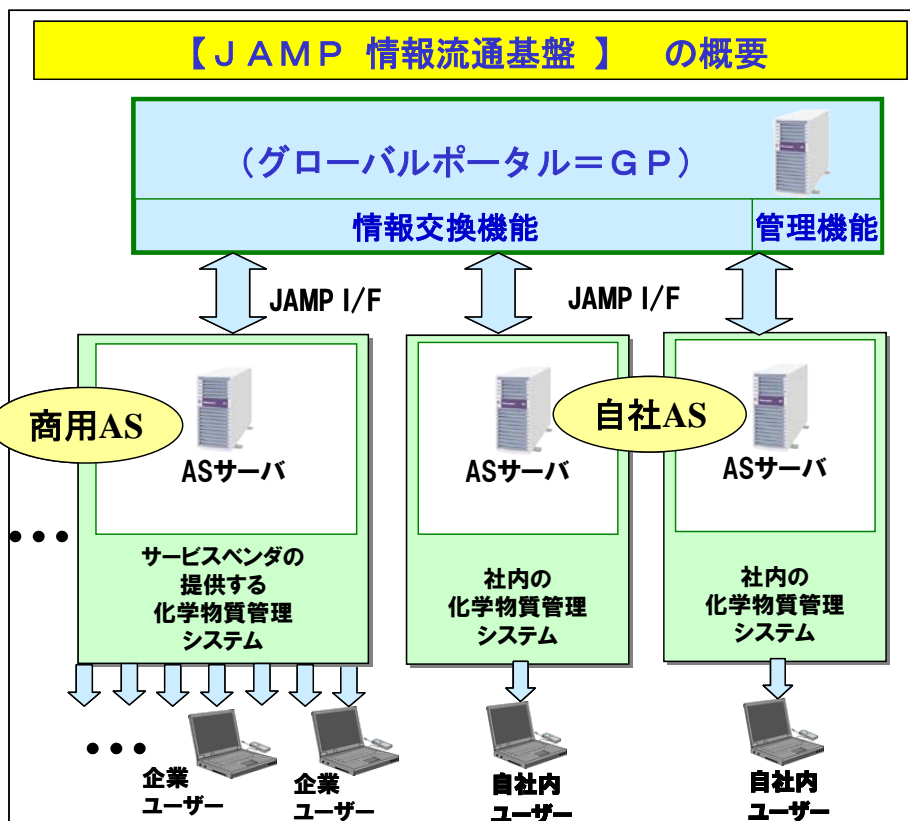 【ＪＡＭＰ 情報流通基盤 】 の概要
（グローバルポータル＝ＧＰ）
情報交換機能
管理機能
JAMP I/F
JAMP I/F
商用AS
自社AS
ASサーバ
ASサーバ
ASサーバ
•••
サービスベンダの
提供する
化学物質管理
システム
社内の
化学物質管理
システム
社内の
化学物質管理
システム
•••
企業
ユーザー
企業
ユーザー
自社内
ユーザー
自社内
ユーザー